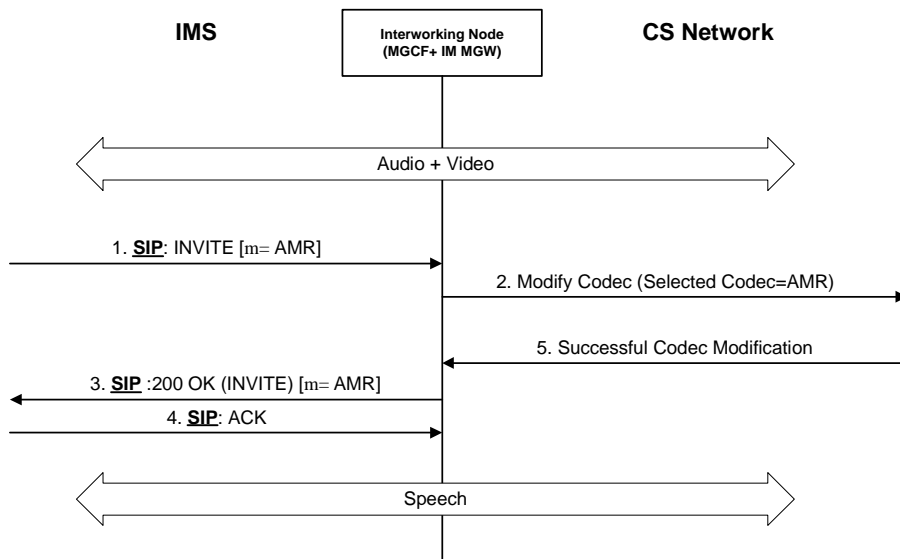 IMS
Interworking Node
(MGCF+ IM MGW)
CS Network
Audio + Video
1. SIP: INVITE [m= AMR]
2. Modify Codec (Selected Codec=AMR)
5. Successful Codec Modification
3. SIP :200 OK (INVITE) [m= AMR]
4. SIP: ACK
Speech